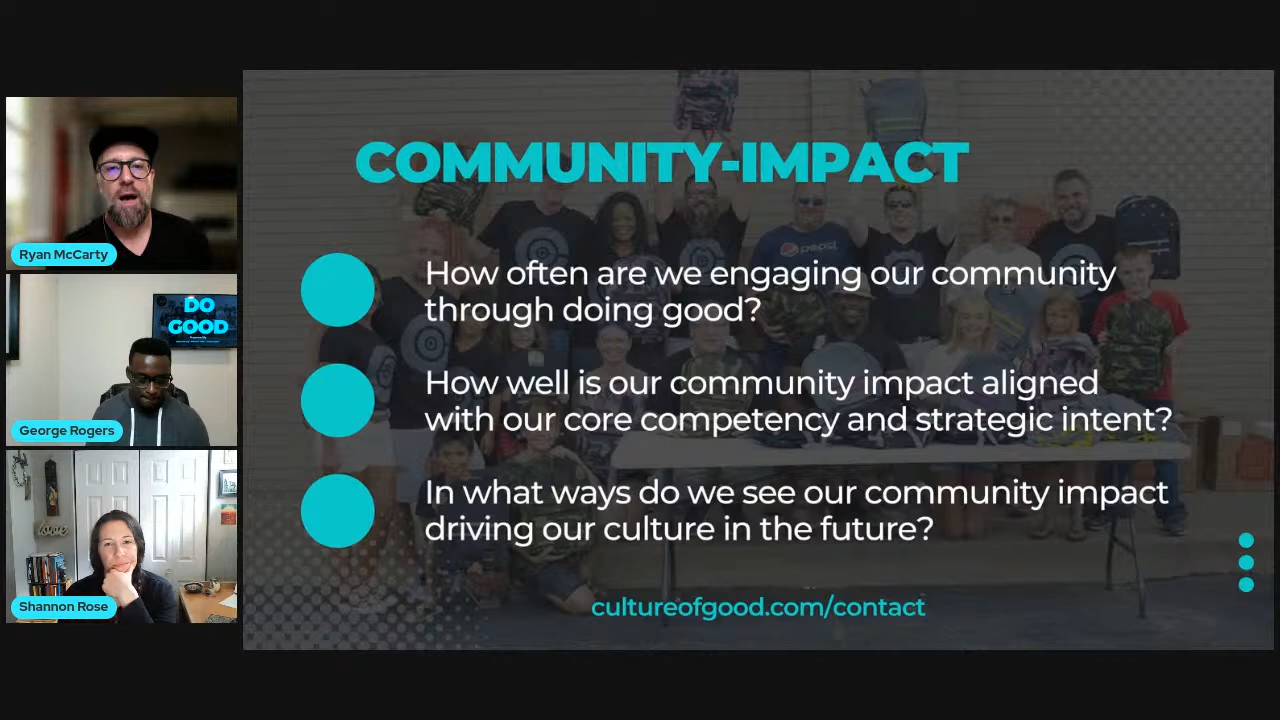 COMMUNITY-IMPACT
How often are we engaging our community
through doing good?
How well is our community impact aligned
with our core competency and strategic intent?
In what ways do we see our community impact
driving our culture in the future?
cultureofgood.com/contact
Ryan McCarty
DO
GOOD
George Rogers
love
Shannon Rose
pepsi